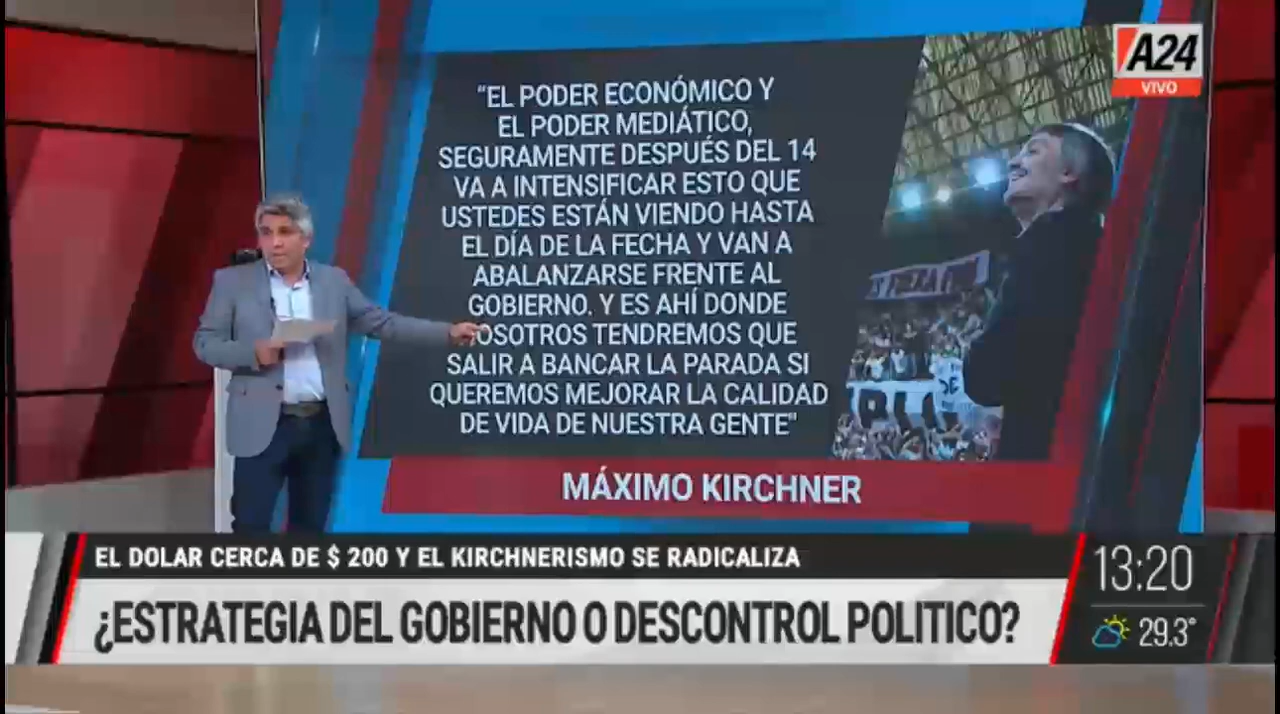 A24
VIVO
“EL PODER ECONÓMICO Y
EL PODER MEDIÁTICO,
SEGURAMENTE DESPUÉS DEL 14
VA A INTENSIFICAR ESTO QUE
USTEDES ESTÁN VIENDO HASTA
EL DÍA DE LA FECHA Y VAN A
ABALANZARSE FRENTE AL
GOBIERNO. Y ES AHÍ DONDE
NOSOTROS TENDREMOS QUE
SALIR A BANCAR LA PARADA SI
QUEREMOS MEJORAR LA CALIDAD
DE VIDA DE NUESTRA GENTE"
MÁXIMO KIRCHNER
EL DOLAR CERCA DE $ 200 Y EL KIRCHNERISMO SE RADICALIZA
¿ESTRATEGIA DEL GOBIERNO O DESCONTROL POLITICO?
13:20
29.3°